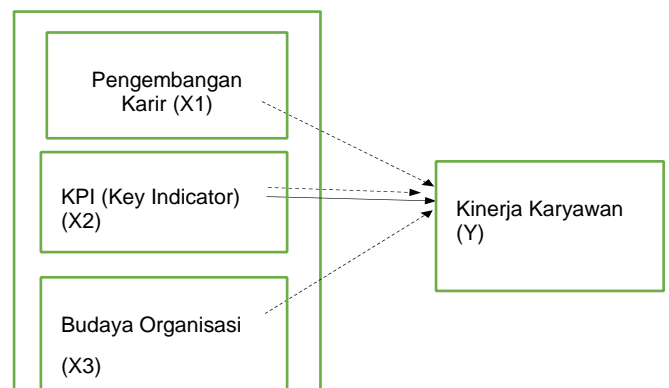 Pengembangan
Karir (X1)
KPI (Key Indicator)
(X2)
Kinerja Karyawan
(Y)
Budaya Organisasi
(X3)